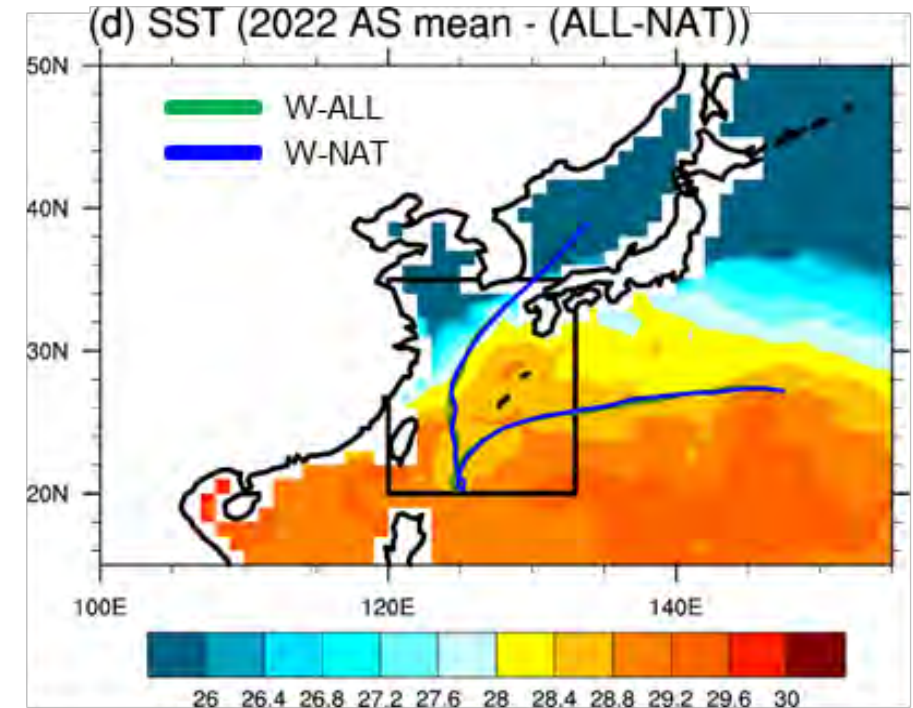 (d) SST (2022 AS mean - (ALL-NAT))
50N
W-ALL
W-NAT
40N
30N
20N
100E 120E 140E
26 26.4 26.8 27.2 27.6 28 28.4 28.8 29.2 29.6 30